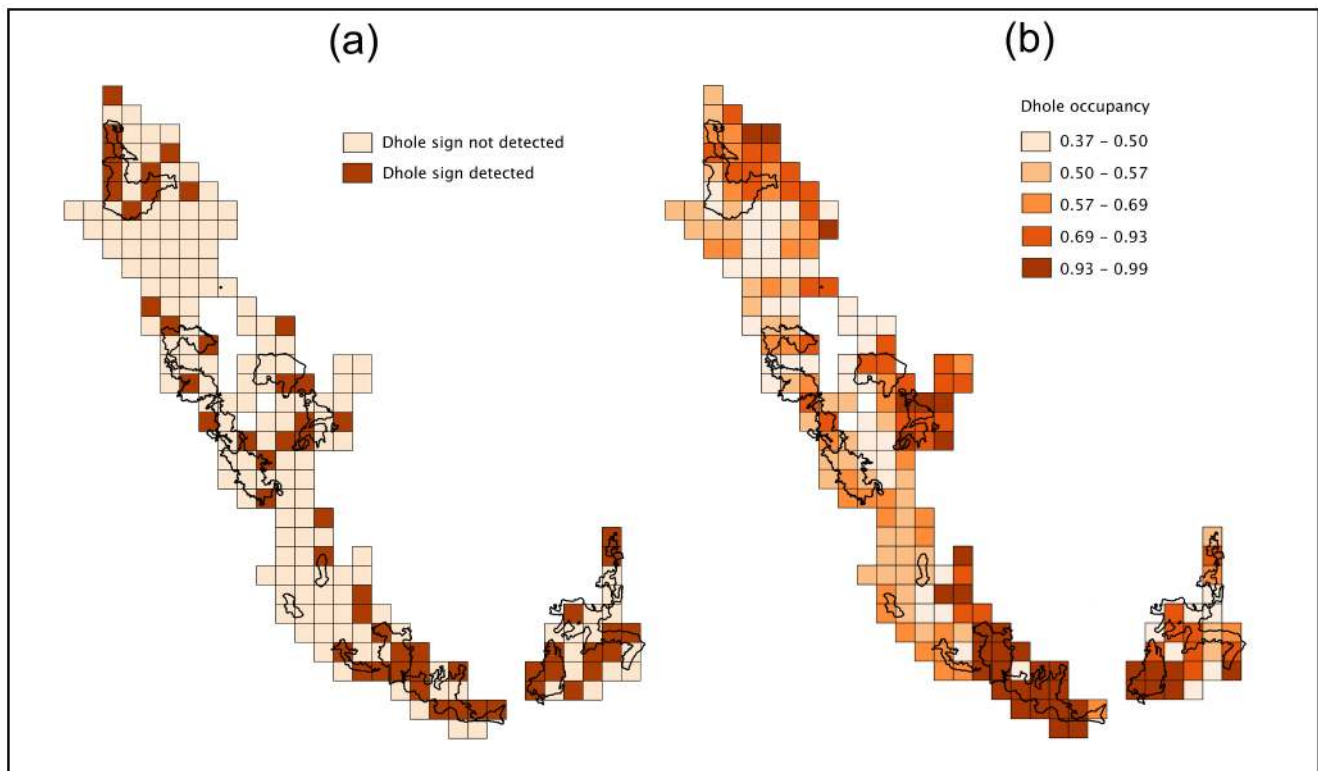 (a)
Dhole sign not detected
Dhole sign detected
(b)
Dhole occupancy
0.37 – 0.50
0.50 – 0.57
0.57 – 0.69
0.69 – 0.93
0.93 – 0.99